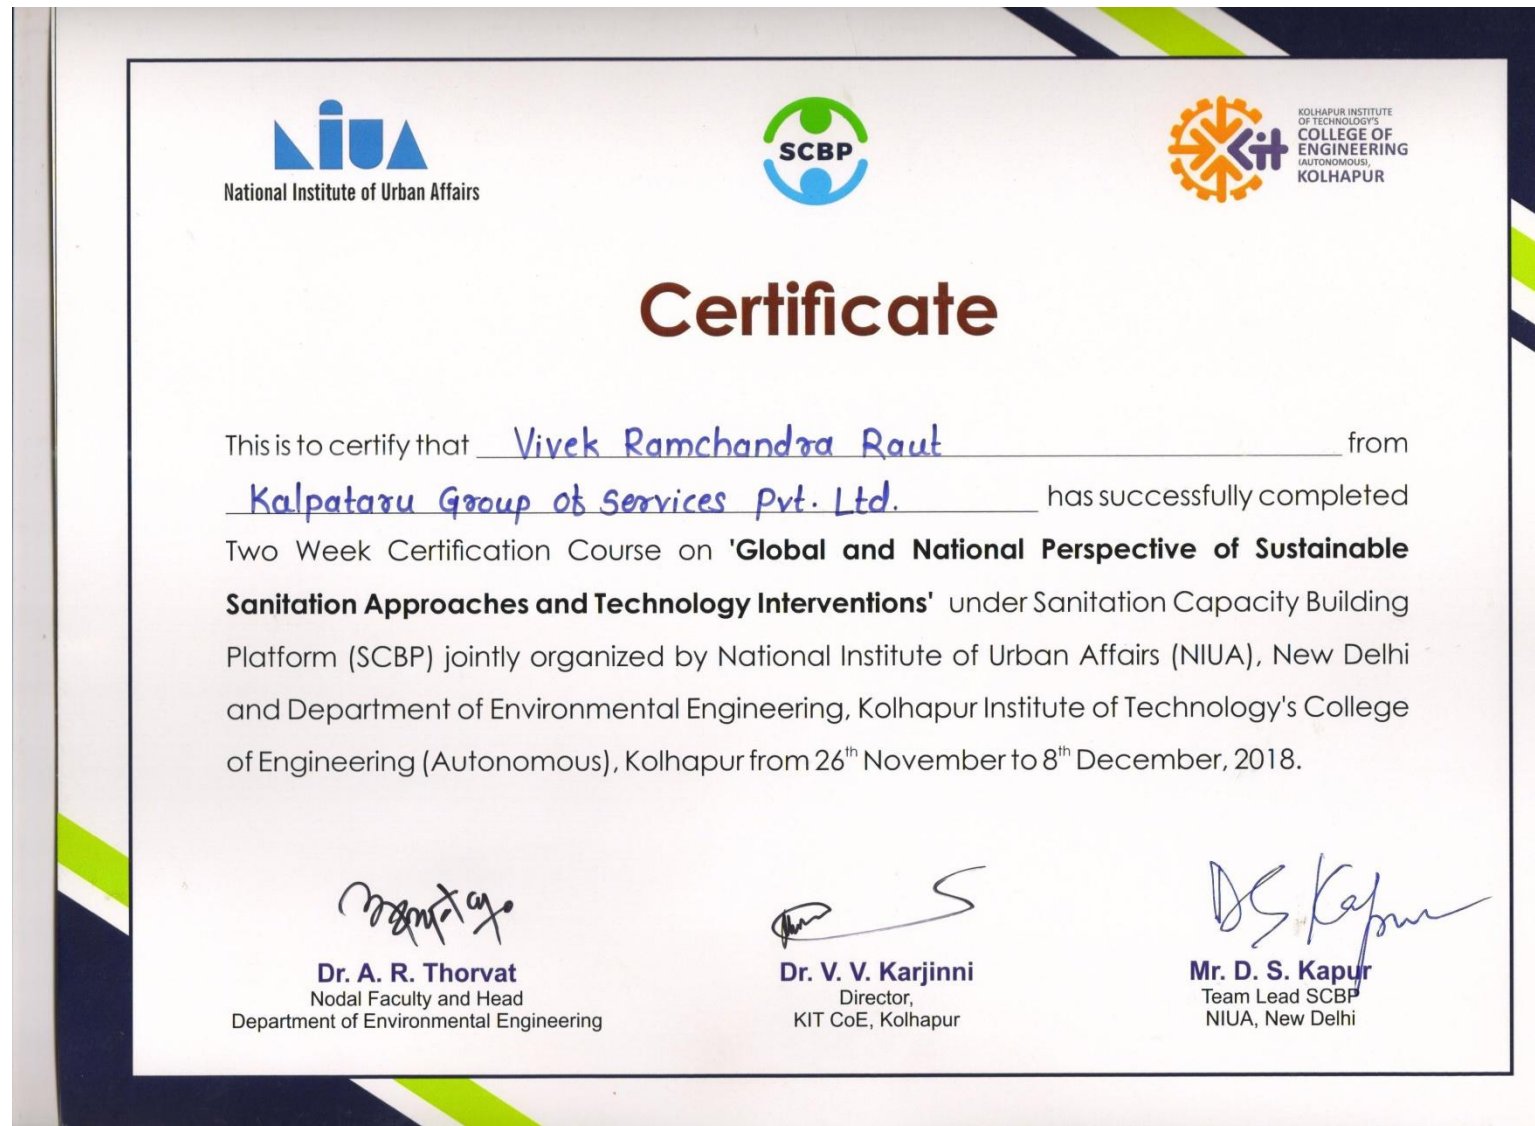 NIUA
National Institute of Urban Affairs
SCBP
Kit
KOLHAPUR INSTITUTE
OF TECHNOLOGY'S
COLLEGE OF
ENGINEERING
(AUTONOMOUS),
KOLHAPUR
Certificate
This is to certify that Vivek Ramchandra Raut from
Kalpataru Group of Services Pvt. Ltd. has successfully completed
Two Week Certification Course on 'Global and National Perspective of Sustainable
Sanitation Approaches and Technology Interventions' under Sanitation Capacity Building
Platform (SCBP) jointly organized by National Institute of Urban Affairs (NIUA), New Delhi
and Department of Environmental Engineering, Kolhapur Institute of Technology's College
of Engineering (Autonomous), Kolhapur from 26th November to 8th December, 2018.
DS Kapur
Dr. A. R. Thorvat
Nodal Faculty and Head
Department of Environmental Engineering
Dr. V. V. Karjinni
Director,
KIT CoE, Kolhapur
Mr. D. S. Kapur
Team Lead SCBP
NIUA, New Delhi